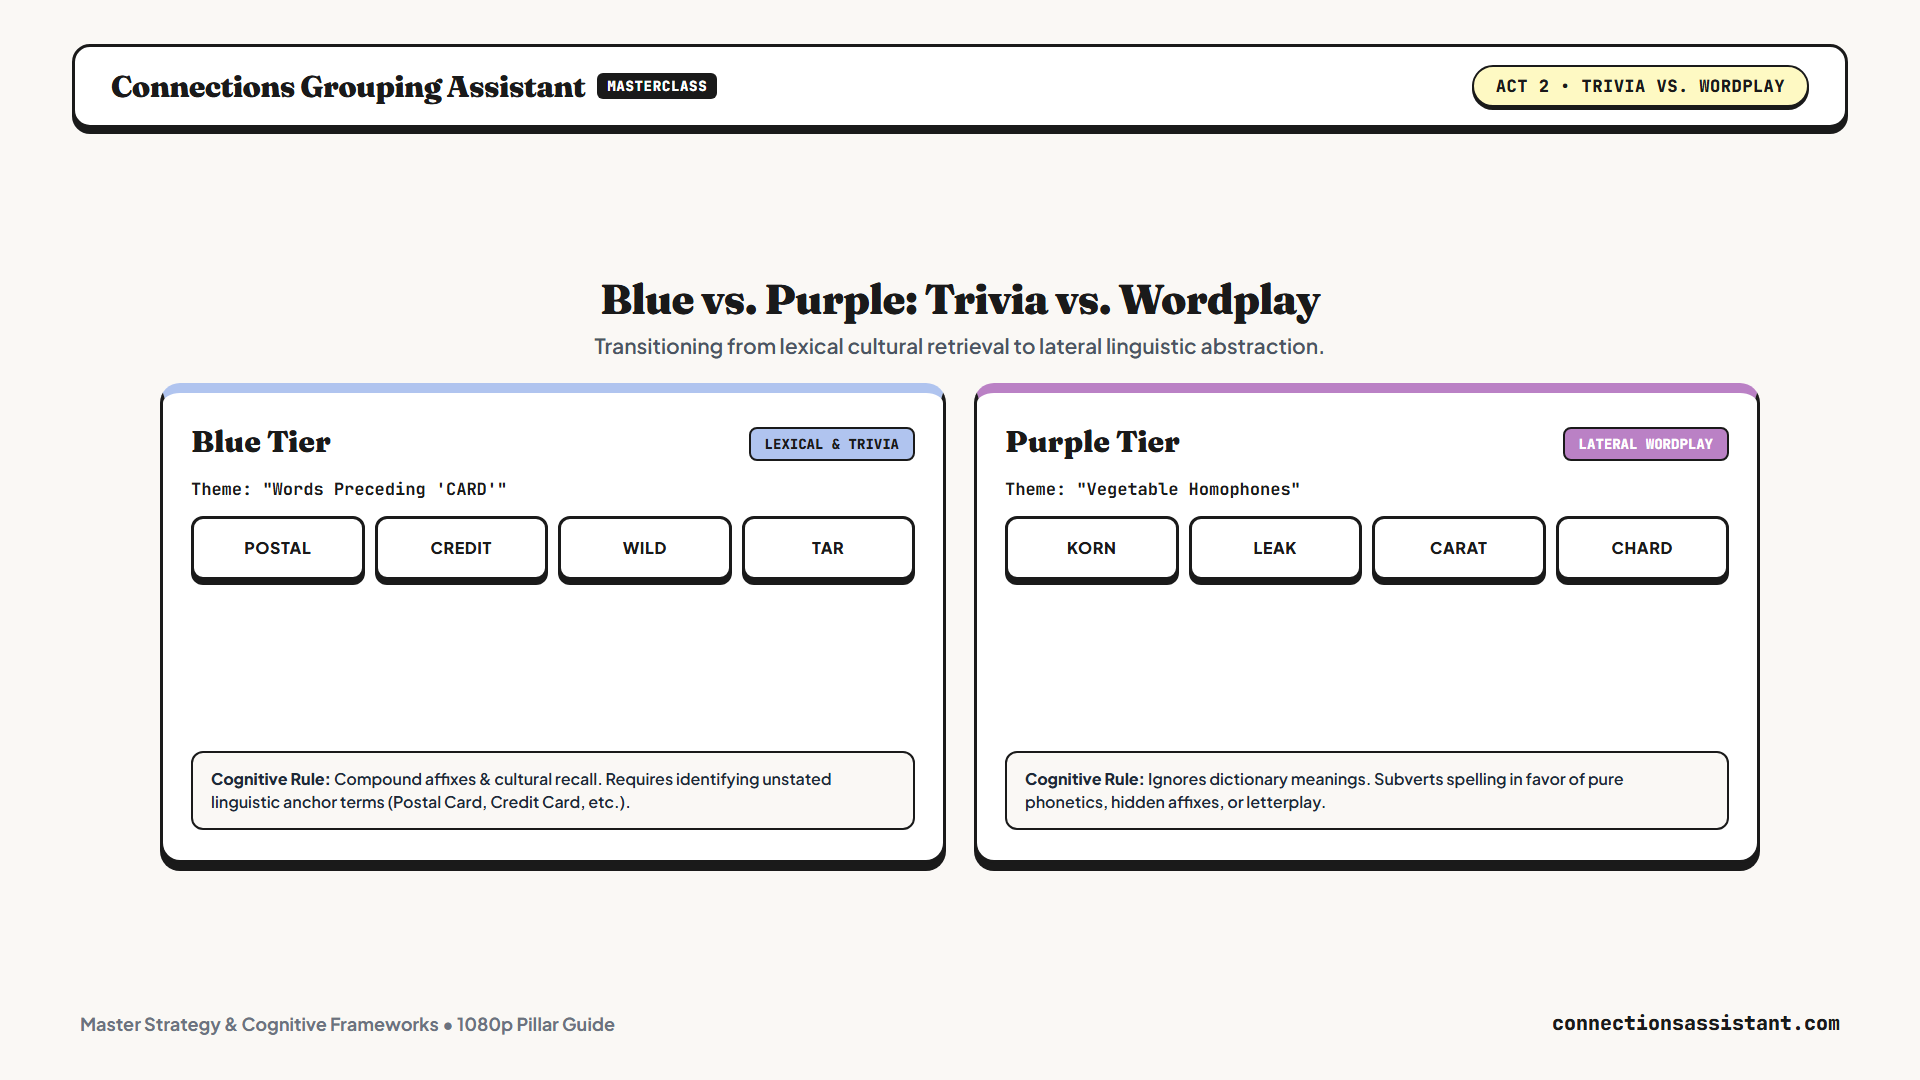 Connections Grouping Assistant MASTERCLASS
ACT 2 • TRIVIA VS. WORDPLAY
Blue vs. Purple: Trivia vs. Wordplay
Transitioning from lexical cultural retrieval to lateral linguistic abstraction.
Blue Tier
LEXICAL & TRIVIA
Theme: "Words Preceding 'CARD'"
POSTAL CREDIT WILD TAR
Cognitive Rule: Compound affixes & cultural recall. Requires identifying unstated
linguistic anchor terms (Postal Card, Credit Card, etc.).
Purple Tier
LATERAL WORDPLAY
Theme: "Vegetable Homophones"
KORN LEAK CARAT CHARD
Cognitive Rule: Ignores dictionary meanings. Subverts spelling in favor of pure
phonetics, hidden affixes, or letterplay.
Master Strategy & Cognitive Frameworks • 1080p Pillar Guide
connectionsassistant.com